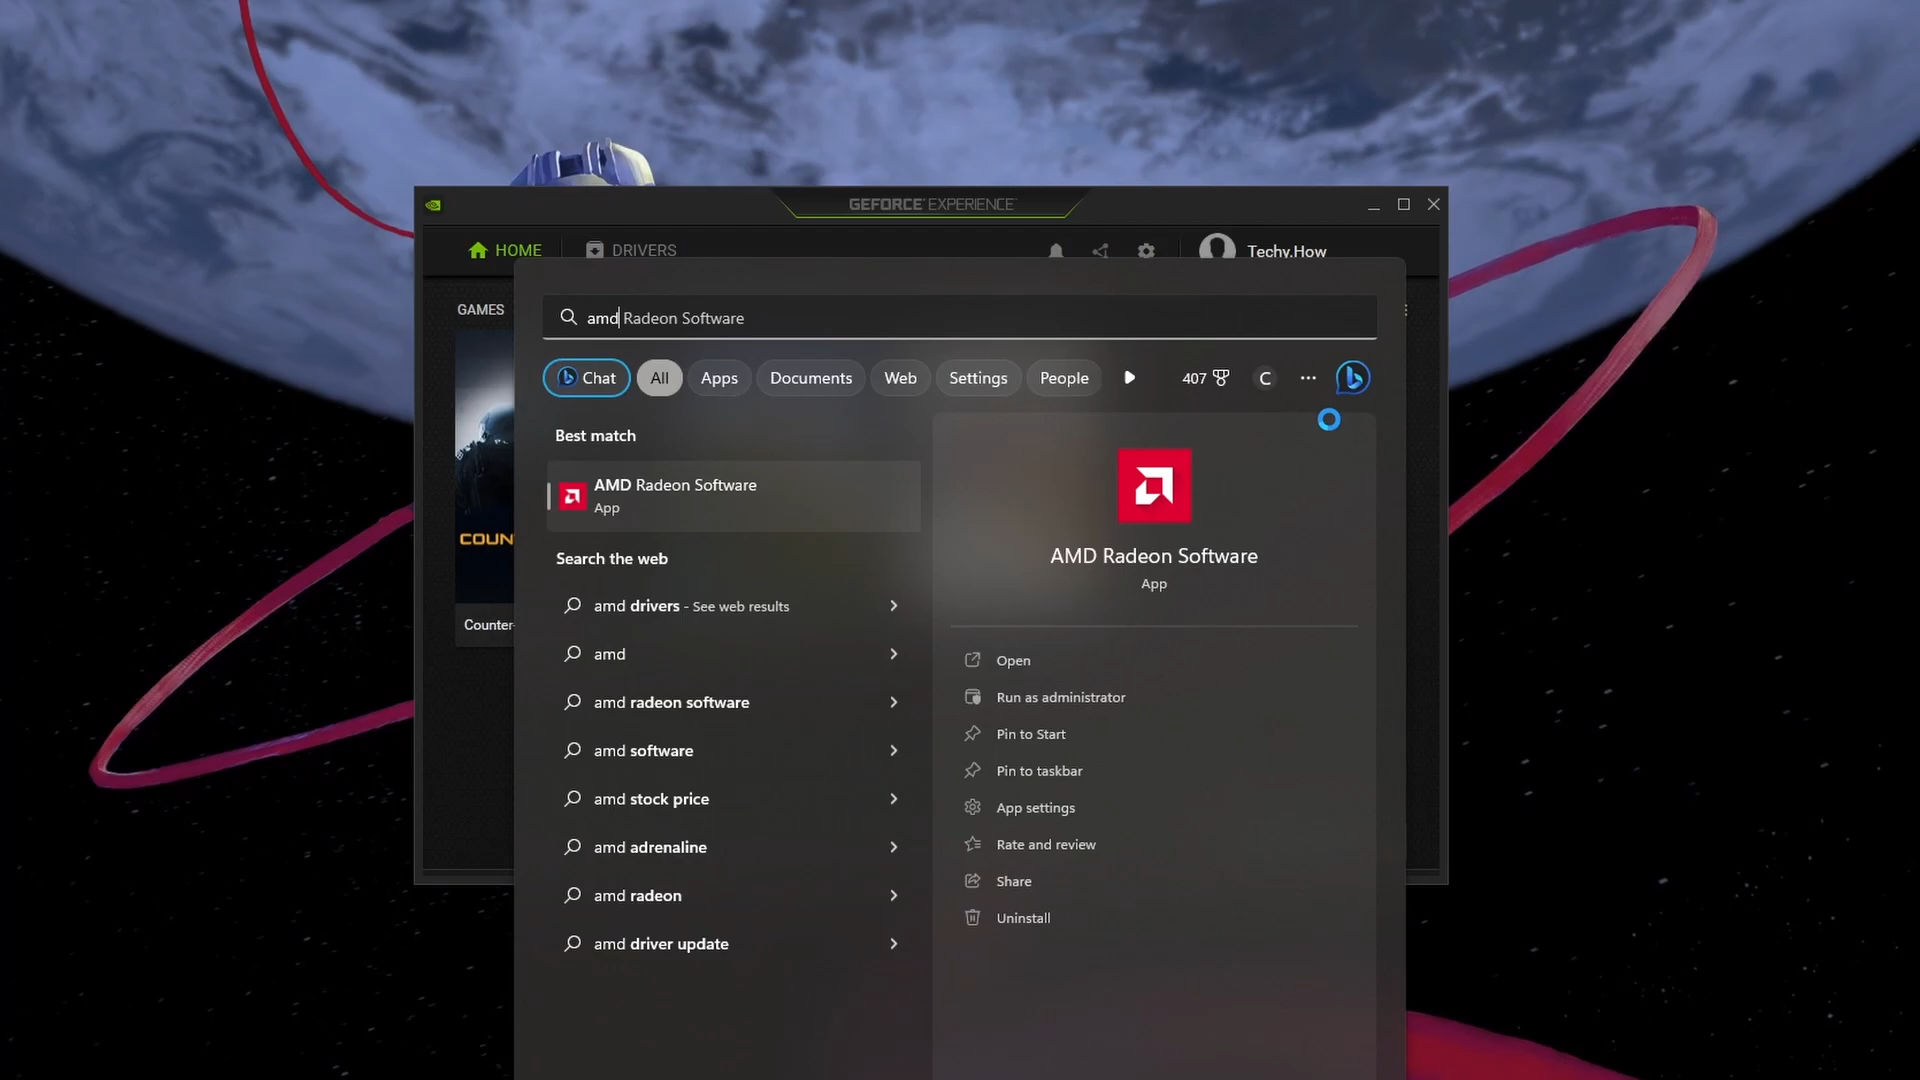 GEFORCE EXPERIENCE
HOME
DRIVERS
Techy.How
GAMES
amd Radeon Software
Chat
All
Apps
Documents
Web
Settings
People
407
C
Best match
AMD Radeon Software
App
Search the web
amd drivers - See web results
amd
amd radeon software
amd software
amd stock price
amd adrenaline
amd radeon
amd driver update
AMD Radeon Software
App
Open
Run as administrator
Pin to Start
Pin to taskbar
App settings
Rate and review
Share
Uninstall
COUN
Counter-